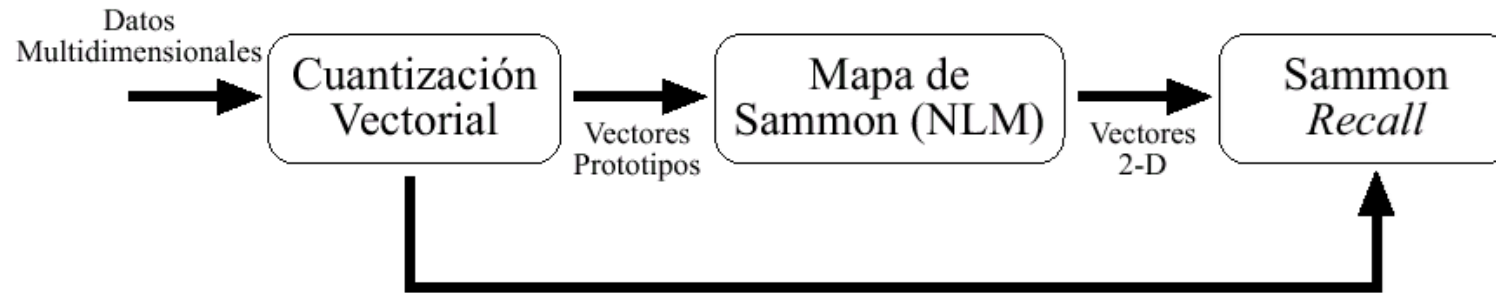 Datos
Multidimensionales
Cuantización
Vectorial
Vectores
Prototipos
Mapa de
Sammon (NLM)
Vectores
2-D
Sammon
Recall